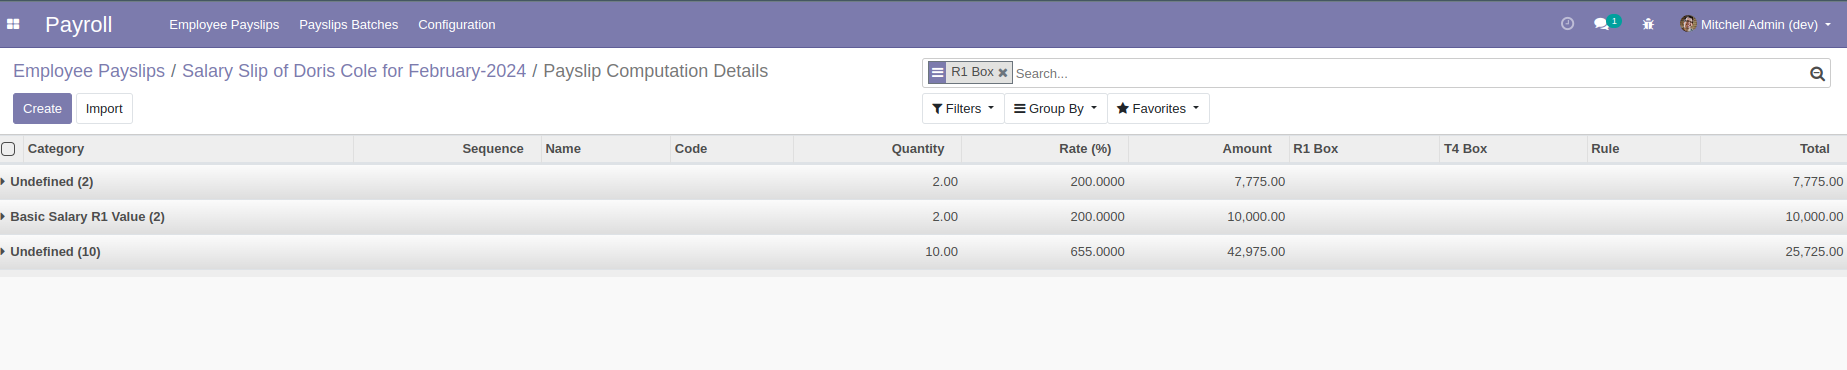 Payroll Employee Payslips Payslips Batches Configuration 1 Mitchell Admin (dev)
Employee Payslips / Salary Slip of Doris Cole for February-2024 / Payslip Computation Details R1 Box Search...
Create Import Filters Group By Favorites
Category Sequence Name Code Quantity Rate (%) Amount R1 Box T4 Box Rule Total
Undefined (2) 2.00 200.0000 7,775.00 7,775.00
Basic Salary R1 Value (2) 2.00 200.0000 10,000.00 10,000.00
Undefined (10) 10.00 655.0000 42,975.00 25,725.00